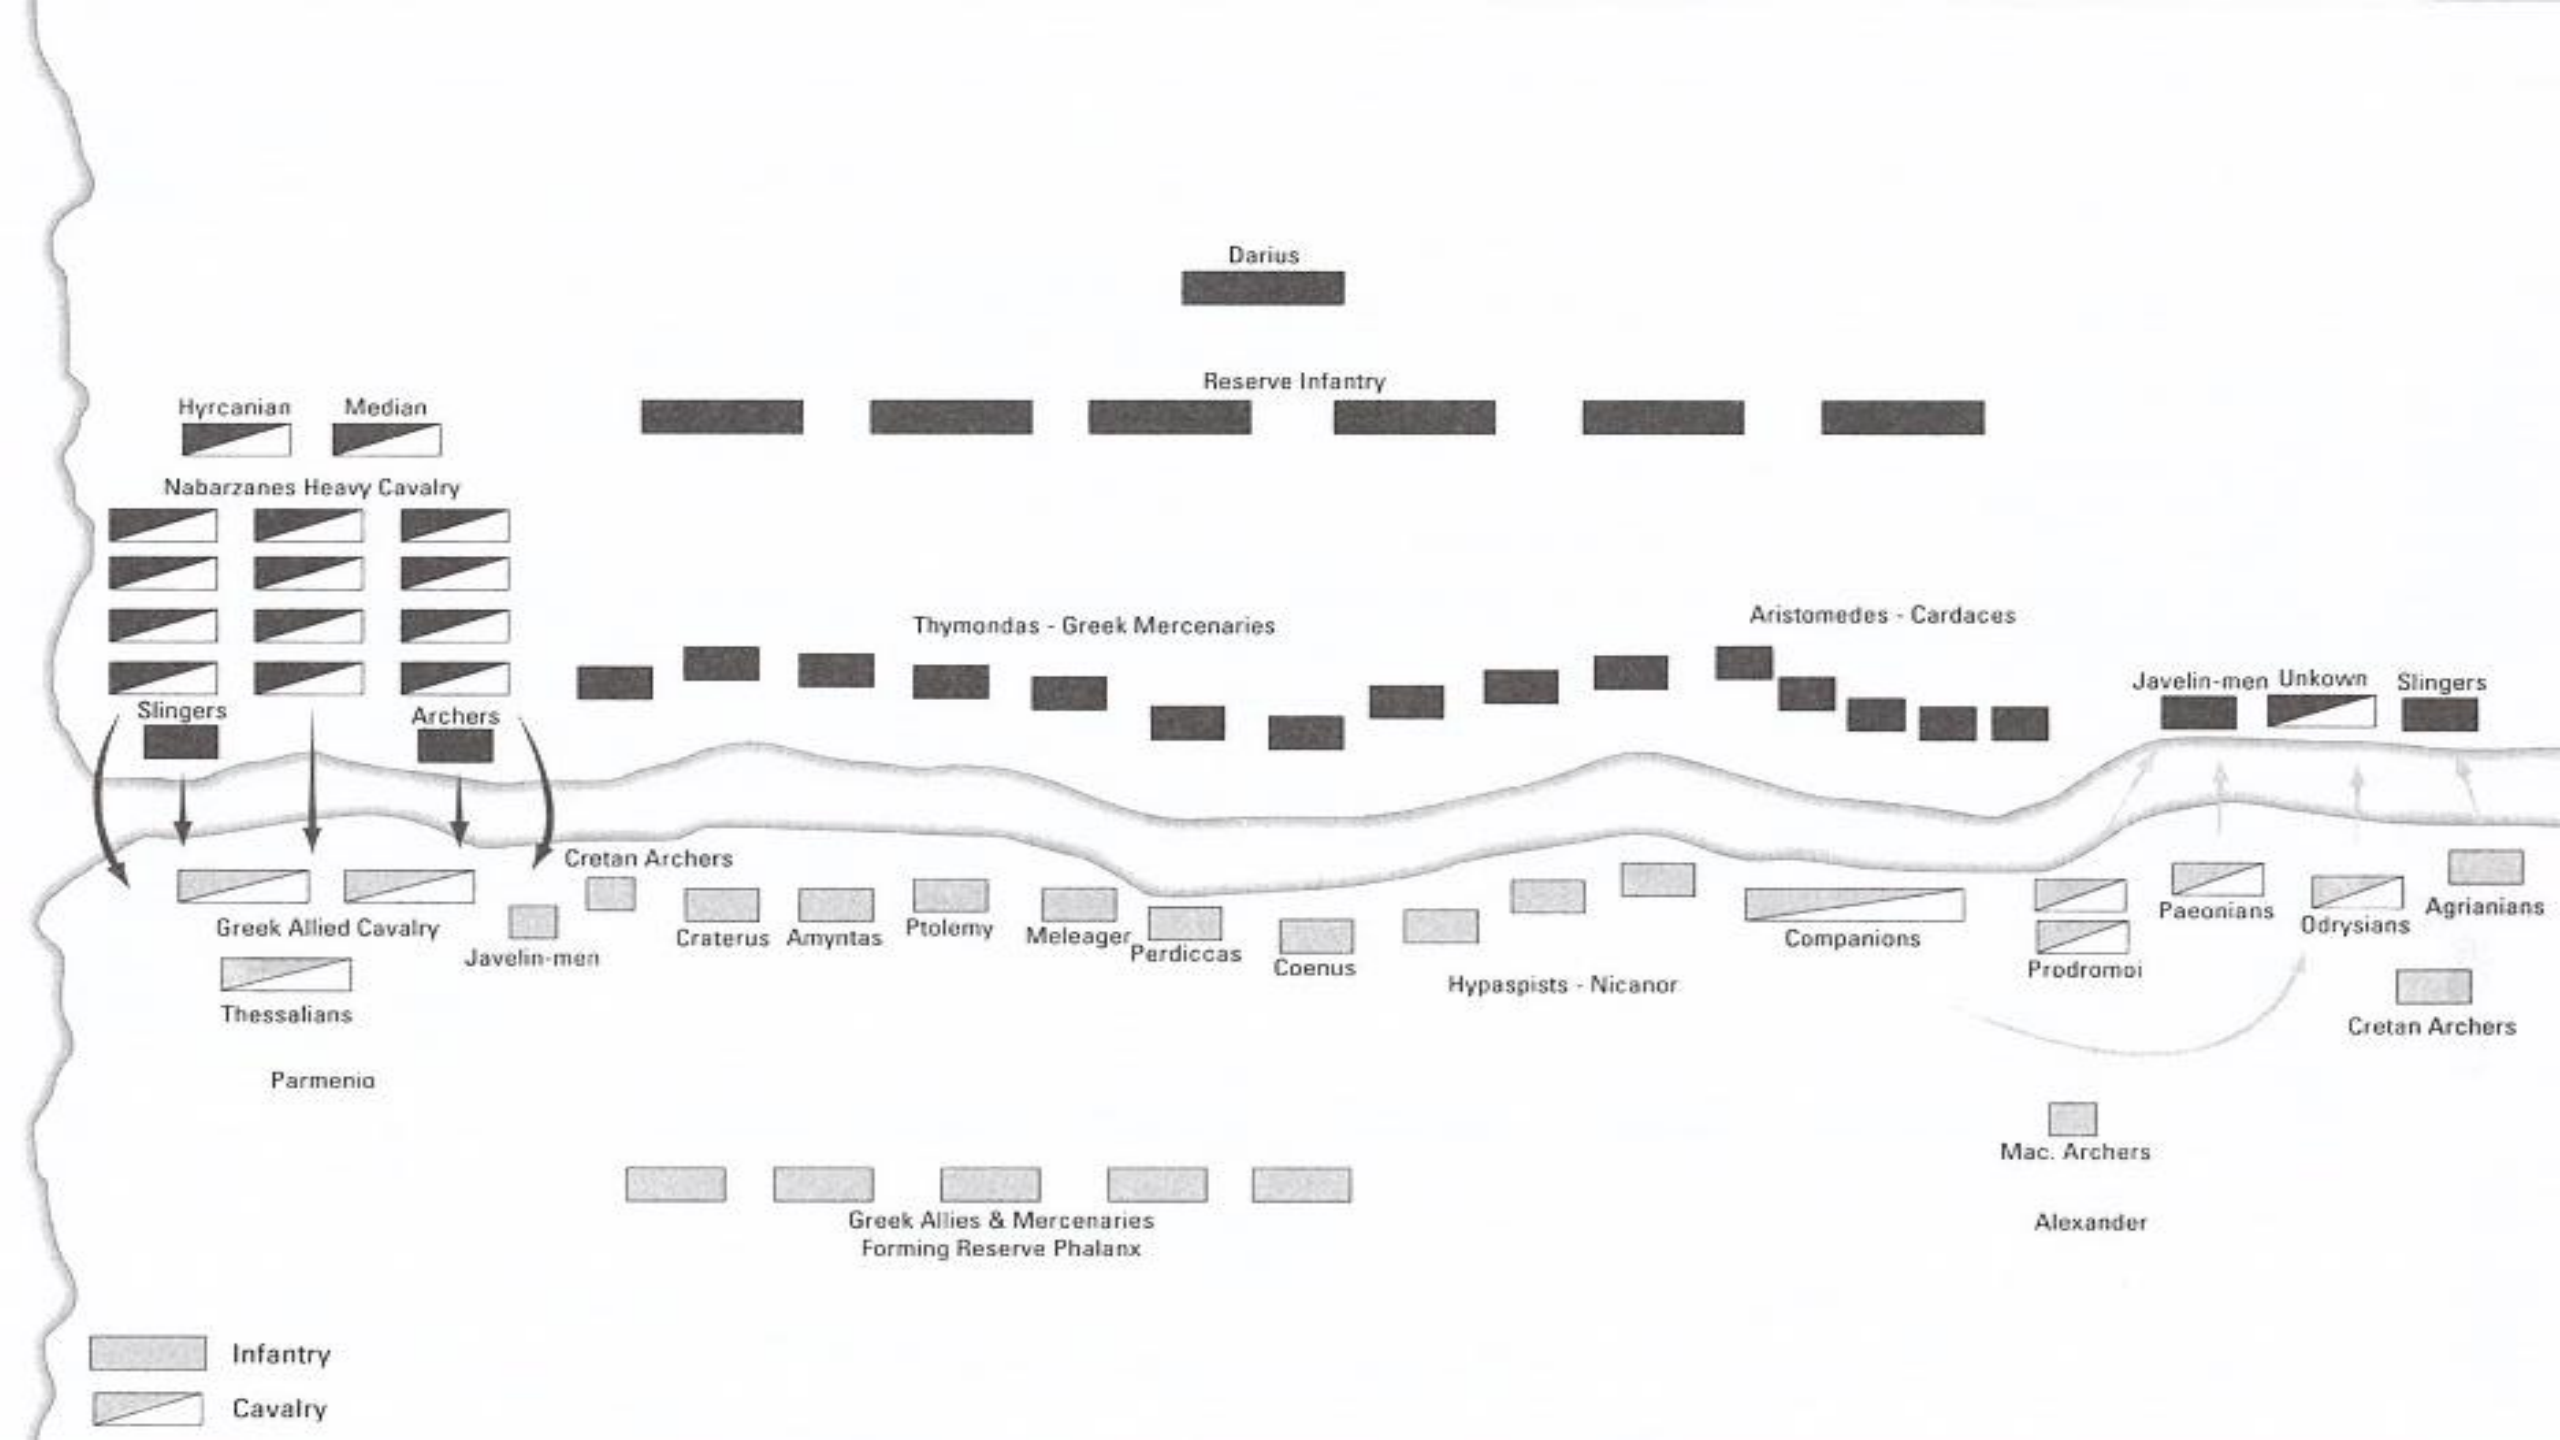 Darius
Reserve Infantry
Hyrcanian
Median
Nabarzanes Heavy Cavalry
Thymondas - Greek Mercenaries
Aristomedes - Cardaces
Javelin-men
Unkown
Slingers
Slingers
Archers
Cretan Archers
Greek Allied Cavalry
Javelin-men
Craterus
Amyntas
Ptolemy
Meleager
Perdiccas
Coenus
Hypaspists - Nicanor
Companions
Prodromoi
Paeonians
Odrysians
Agrianians
Thessalians
Cretan Archers
Parmenio
Mac. Archers
Greek Allies & Mercenaries
Forming Reserve Phalanx
Alexander
Infantry
Cavalry